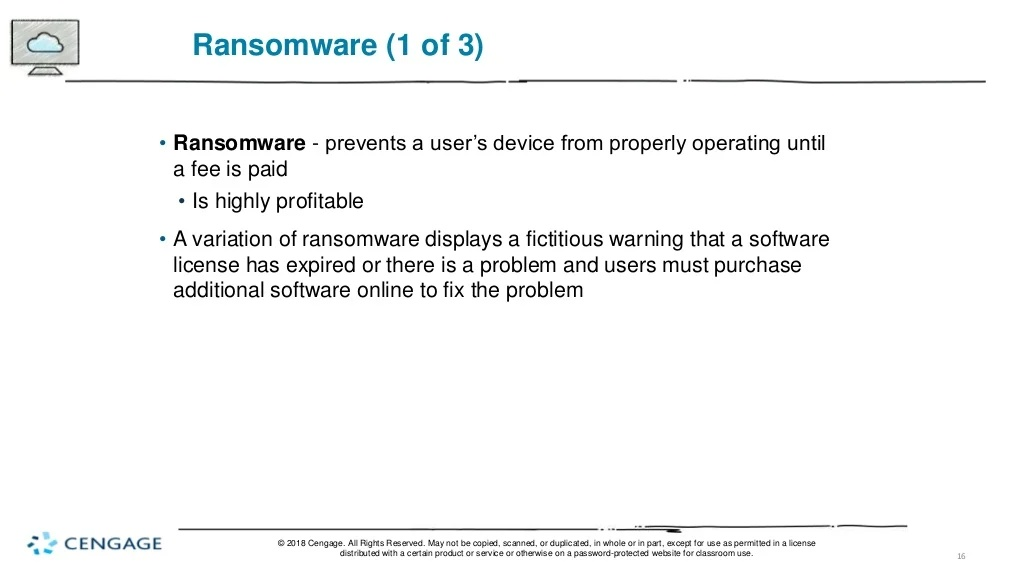 Ransomware (1 of 3)
• Ransomware - prevents a user’s device from properly operating until
a fee is paid
• Is highly profitable
• A variation of ransomware displays a fictitious warning that a software
license has expired or there is a problem and users must purchase
additional software online to fix the problem
CENGAGE
© 2018 Cengage. All Rights Reserved. May not be copied, scanned, or duplicated, in whole or in part, except for use as permitted in a license
distributed with a certain product or service or otherwise on a password-protected website for classroom use.
16